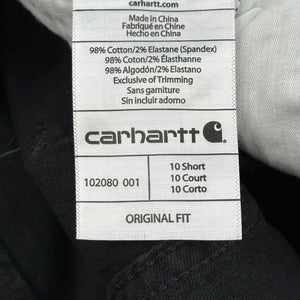 carhartt.com
Made in China
Fabriqué en Chine
Hecho en China
98% Cotton/2% Elastane (Spandex)
98% Coton/2% Élasthanne
98% Algodón/2% Elastano
Exclusive of Trimming
Sans garniture
Sin incluir adorno
carhartt
102080 001
10 Short
10 Court
10 Corto
ORIGINAL FIT